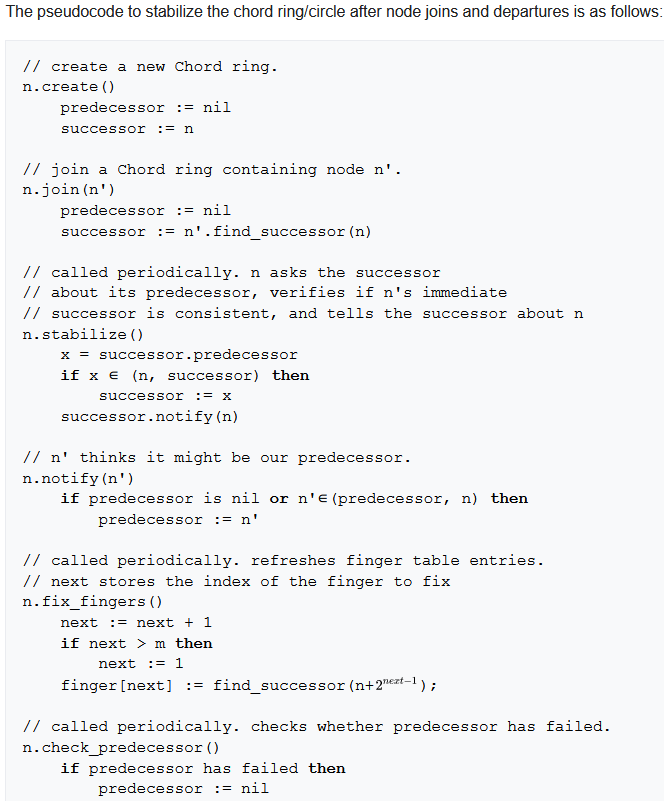 The pseudocode to stabilize the chord ring/circle after node joins and departures is as follows:
// create a new Chord ring.
n.create()
predecessor := nil
successor := n
// join a Chord ring containing node n'.
n.join(n')
predecessor := nil
successor := n'.find_successor(n)
// called periodically. n asks the successor
// about its predecessor, verifies if n's immediate
// successor is consistent, and tells the successor about n
n.stabilize()
x = successor.predecessor
if x ∈ (n, successor) then
successor := x
successor.notify(n)
// n' thinks it might be our predecessor.
n.notify(n')
if predecessor is nil or n'∈(predecessor, n) then
predecessor := n'
// called periodically. refreshes finger table entries.
// next stores the index of the finger to fix
n.fix_fingers()
next := next + 1
if next > m then
next := 1
finger[next] := find_successor(n+2^{next-1});
// called periodically. checks whether predecessor has failed.
n.check_predecessor()
if predecessor has failed then
predecessor := nil